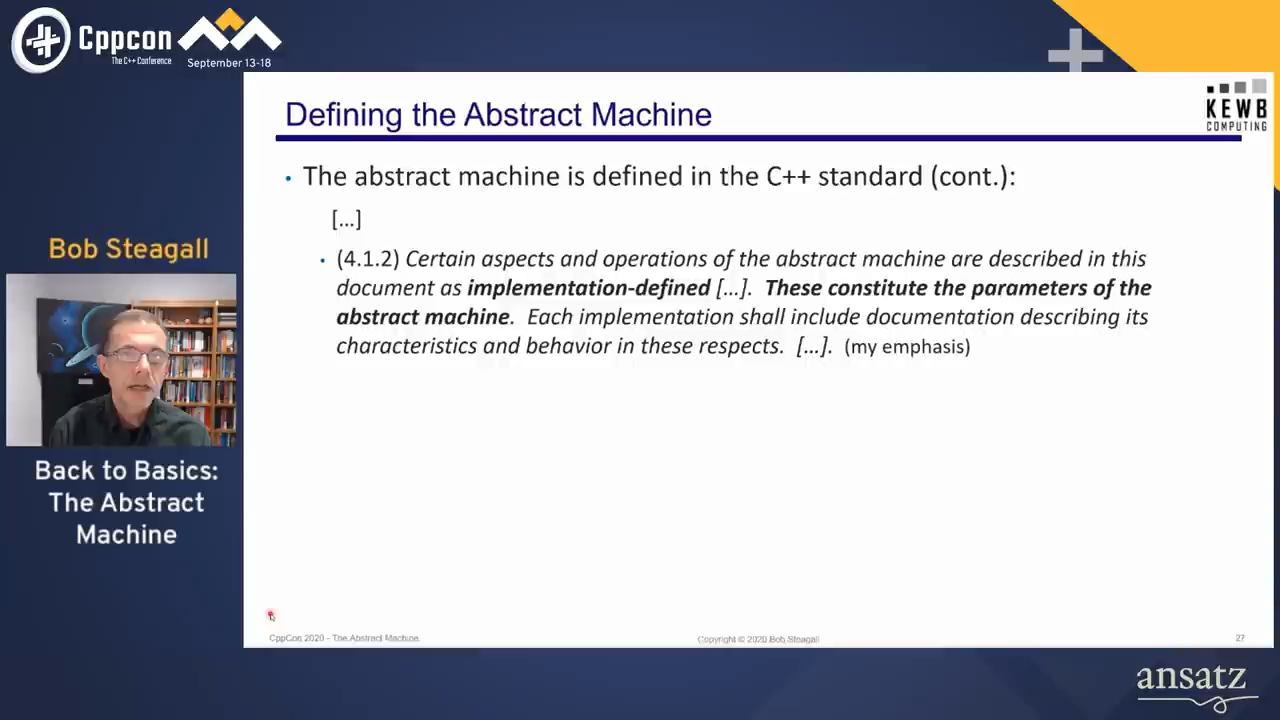 Cppcon
The C++ Conference
September 13-18
KEWB
COMPUTING
Defining the Abstract Machine
• The abstract machine is defined in the C++ standard (cont.):
[…]
• (4.1.2) Certain aspects and operations of the abstract machine are described in this
document as implementation-defined […]. These constitute the parameters of the
abstract machine. Each implementation shall include documentation describing its
characteristics and behavior in these respects. […]. (my emphasis)
Bob Steagall
Back to Basics:
The Abstract
Machine
CppCon 2020 - The Abstract Machine
Copyright © 2020 Bob Steagall
27
ansatz